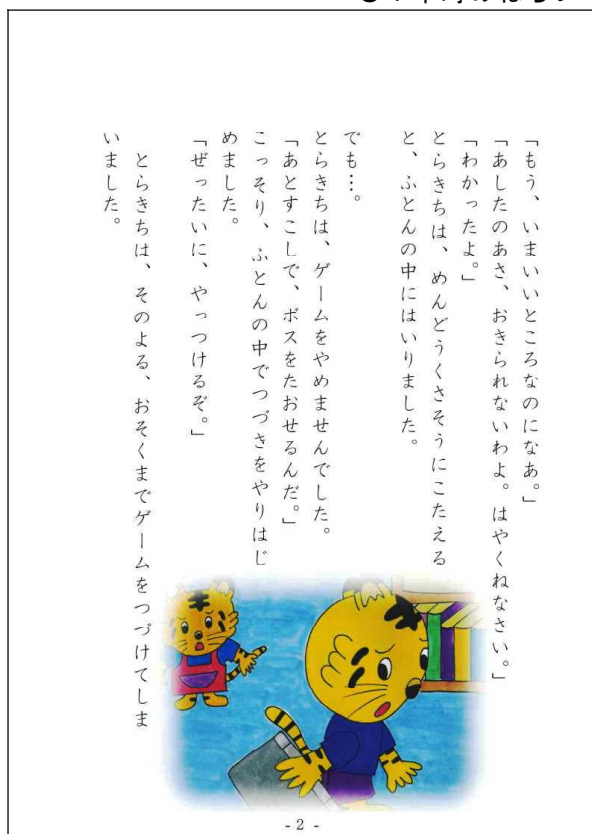 「もう、いまいいところなのになあ。」
「あしたのあさ、おきられないわよ。はやくねなさい。」
「わかったよ。」
とらきちは、めんどうくさそうにこたえる
と、ふとんの中にはいりました。
でも…。
とらきちは、ゲームをやめませんでした。
「あとすこしで、ボスをたおせるんだ。」
こっそり、ふとんの中でつづきをやりはじ
めました。
「ぜったいに、やっつけるぞ。」
とらきちは、そのよる、おそくまでゲームをつづけてしま
いました。
- 2 -